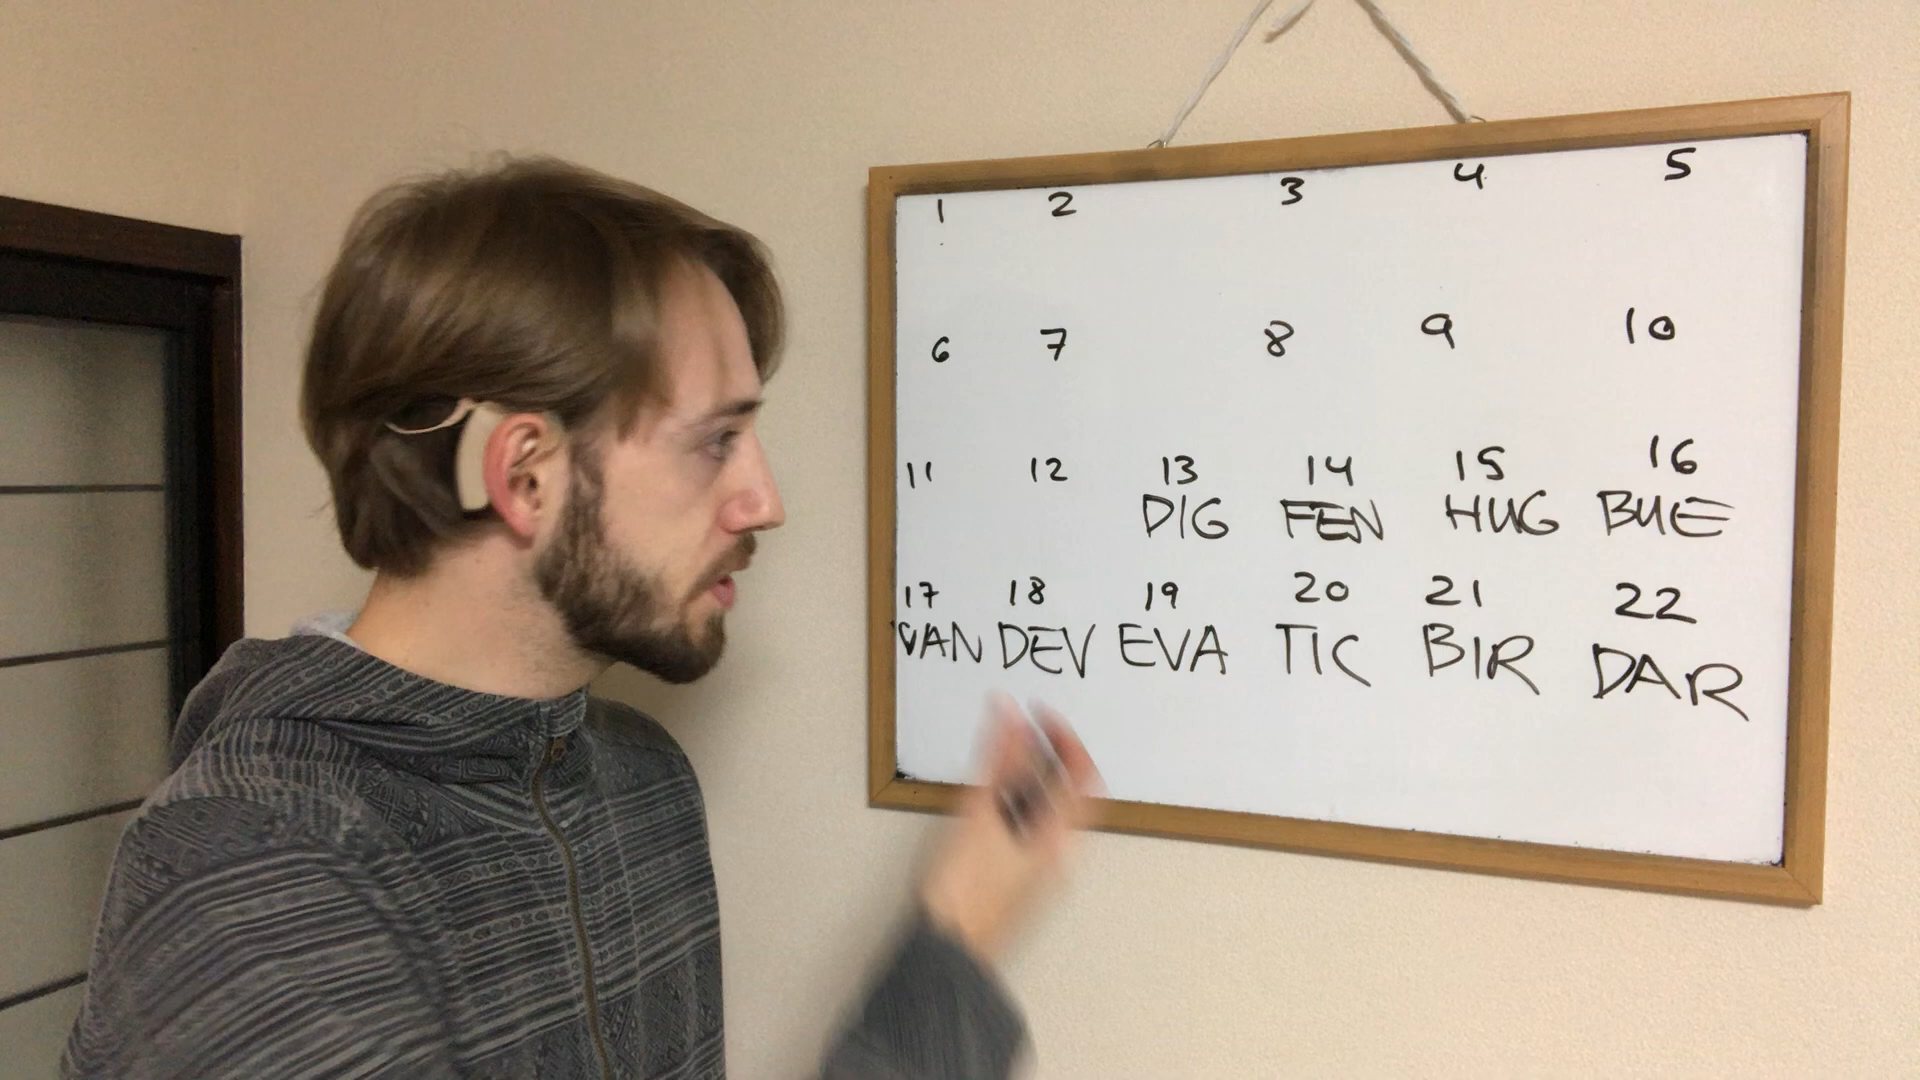 1 2 3 4 5
6 7 8 9 10
11 12 13 14 15 16
DIG FEN HUG BUE
17 18 19 20 21 22
VAN DEV EVA TIC BIR DAR